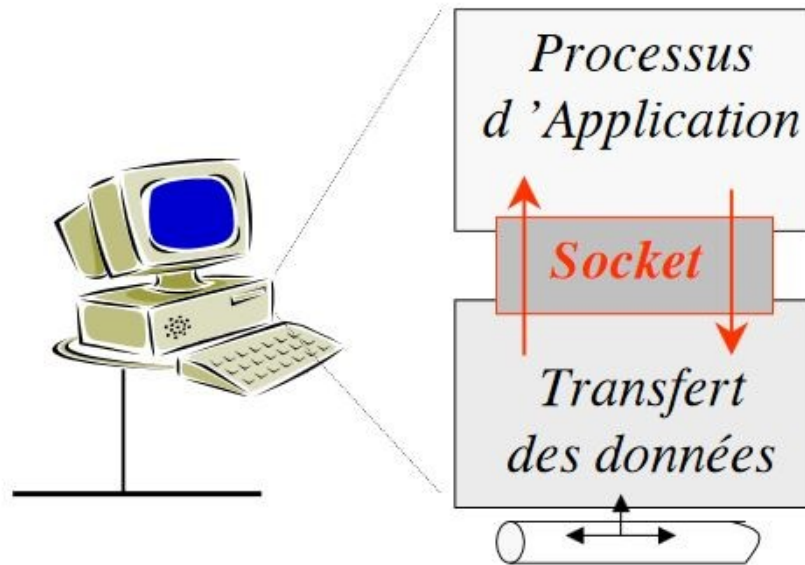 Processus
d ’Application
Socket
Transfert
des données